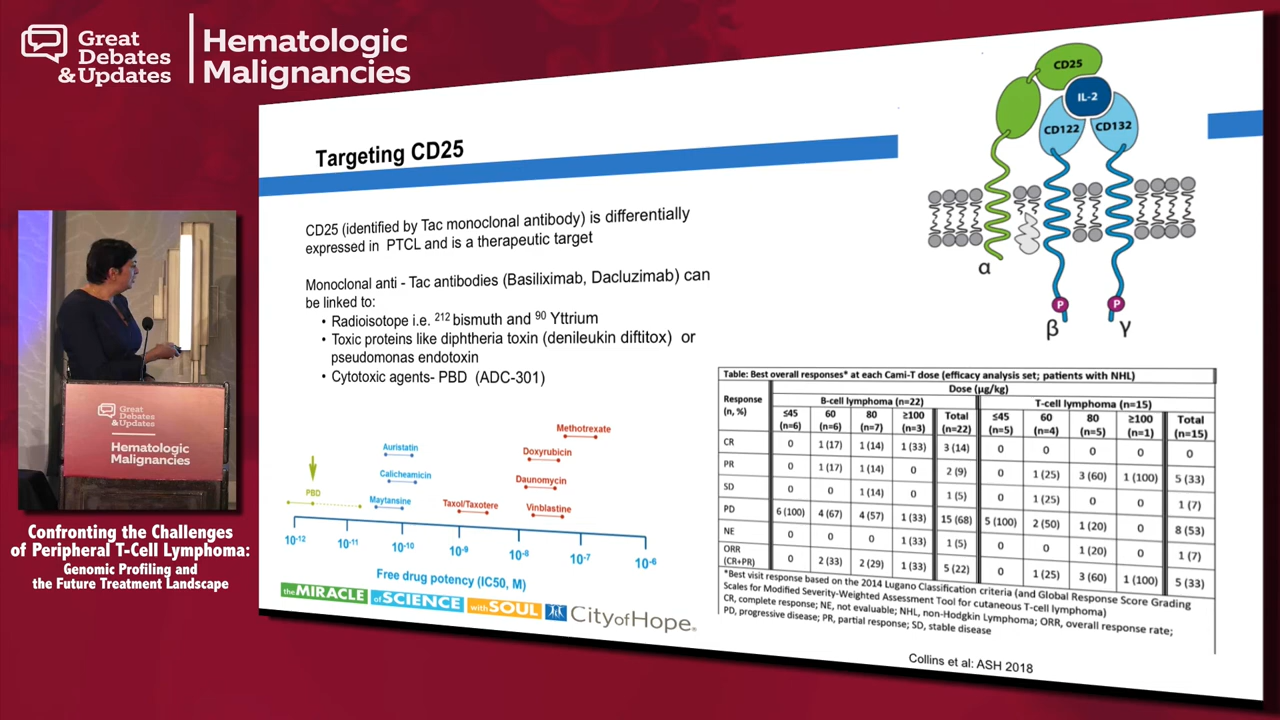 Great
Debates
&Updates
Hematologic
Malignancies
Targeting CD25
CD25 (identified by Tac monoclonal antibody) is differentially
expressed in PTCL and is a therapeutic target
Monoclonal anti - Tac antibodies (Basiliximab, Dacluzimab) can
be linked to:
• Radioisotope i.e. 212 bismuth and 90 Yttrium
• Toxic proteins like diphtheria toxin (denileukin diftitox) or
pseudomonas endotoxin
• Cytotoxic agents- PBD (ADC-301)
CD25
IL-2
CD122 CD132
α
P P
β γ
Methotrexate
Auristatin
Doxyrubicin
Calicheamicin
Daunomycin
PBD
Maytansine
Taxol/Taxotere
Vinblastine
10-12 10-11 10-10 10-9 10-8 10-7 10-6
Free drug potency (IC50, M)
the MIRACLE of SCIENCE with SOUL CityofHope®
Table: Best overall responses* at each Cami-T dose (efficacy analysis set; patients with NHL)
Response (n, %) Dose (µg/kg)
B-cell lymphoma (n=22) T-cell lymphoma (n=15)
≤45 (n=6) 60 (n=6) 80 (n=7) ≥100 (n=3) Total (n=22) ≤45 (n=5) 60 (n=4) 80 (n=5) ≥100 (n=1) Total (n=15)
CR 0 1 (17) 1 (14) 1 (33) 3 (14) 0 0 0 0 0
PR 0 1 (17) 1 (14) 0 2 (9) 0 1 (25) 3 (60) 1 (100) 5 (33)
SD 0 0 1 (14) 0 1 (5) 0 1 (25) 0 0 1 (7)
PD 6 (100) 4 (67) 4 (57) 1 (33) 15 (68) 5 (100) 2 (50) 1 (20) 0 8 (53)
NE 0 0 0 1 (33) 1 (5) 0 0 1 (20) 0 1 (7)
ORR (CR+PR) 0 2 (33) 2 (29) 1 (33) 5 (22) 0 1 (25) 3 (60) 1 (100) 5 (33)
*Best visit response based on the 2014 Lugano Classification criteria (and Global Response Score Grading
Scales for Modified Severity-Weighted Assessment Tool for cutaneous T-cell lymphoma)
CR, complete response; NE, not evaluable; NHL, non-Hodgkin Lymphoma; ORR, overall response rate;
PD, progressive disease; PR, partial response; SD, stable disease
Collins et al: ASH 2018
Great
Debates
&Updates
Hematologic
Malignancies
Confronting the Challenges
of Peripheral T-Cell Lymphoma:
Genomic Profiling and
the Future Treatment Landscape